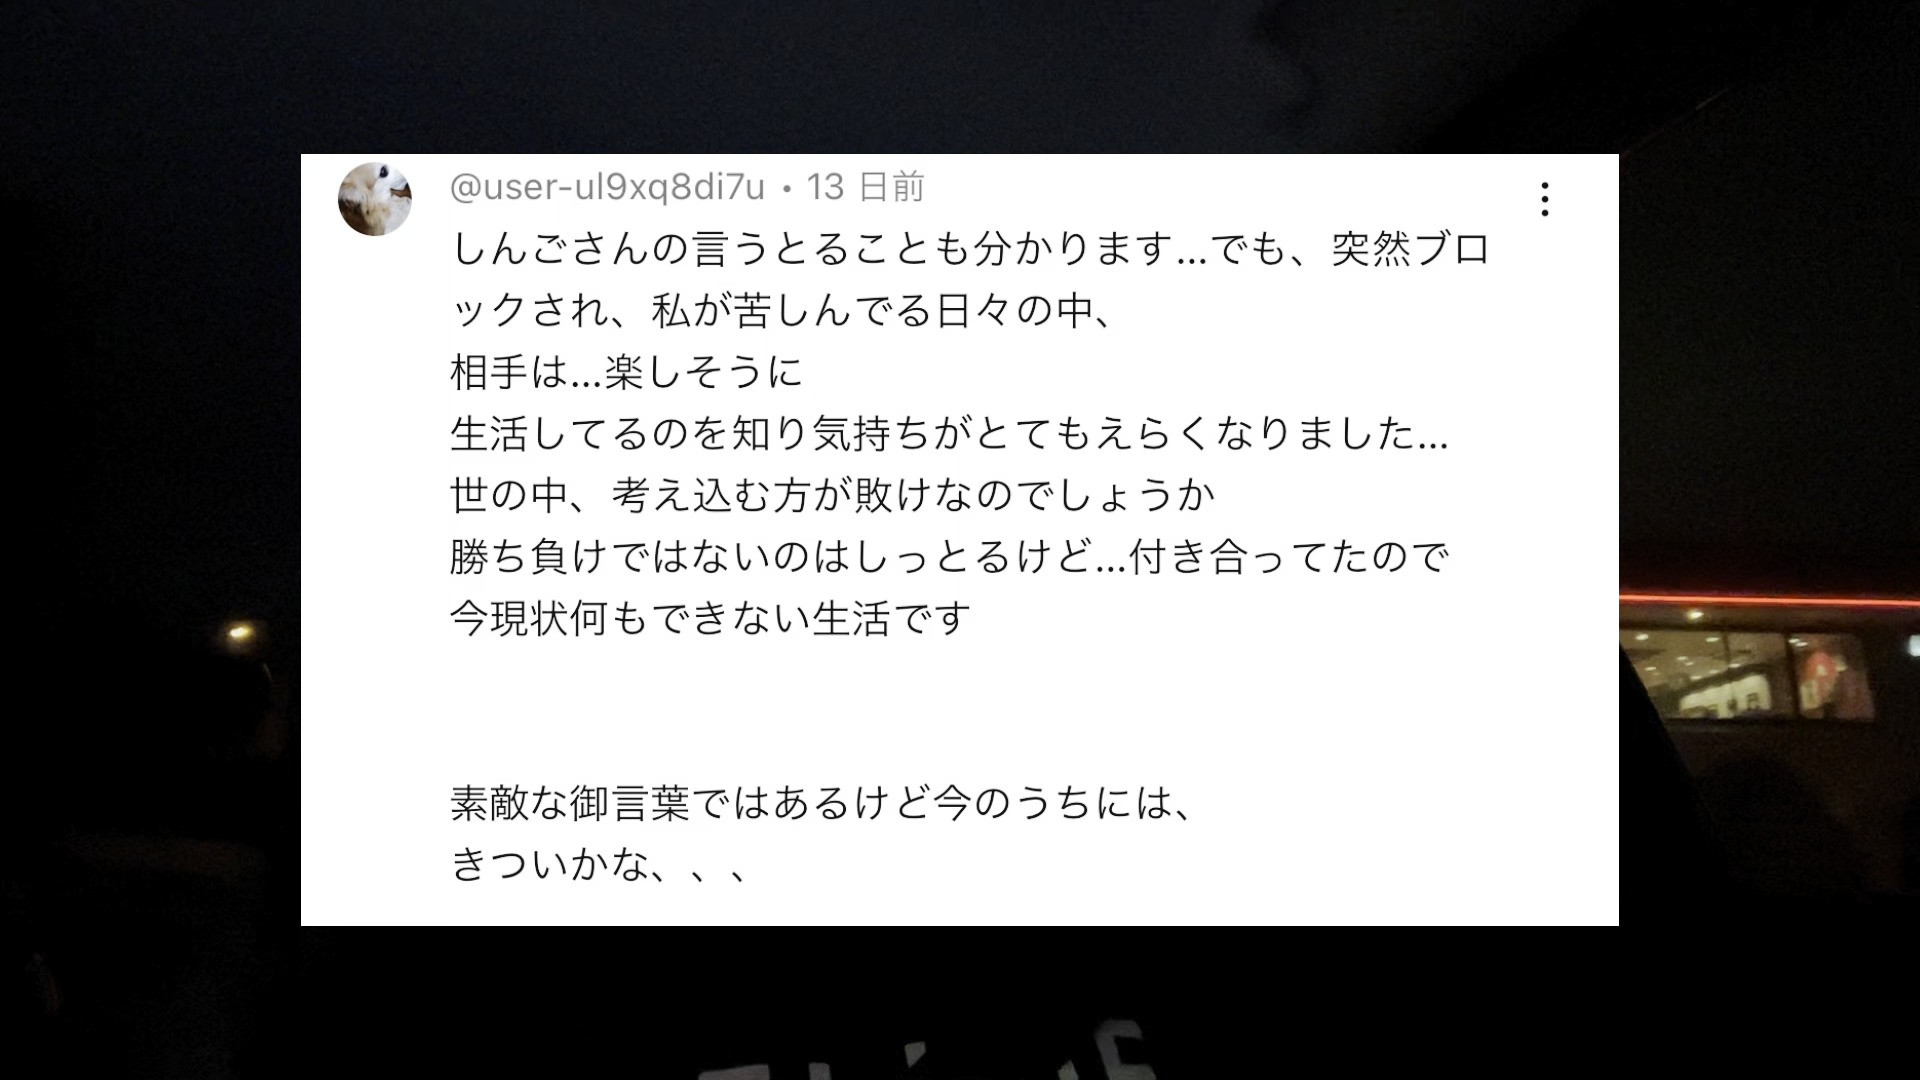 @user-ul9xq8di7u・13 日前
しんごさんの言うとることも分かります...でも、突然ブロ
ックされ、私が苦しんでる日々の中、
相手は...楽しそうに
生活してるのを知り気持ちがとてもえらくなりました...
世の中、考え込む方が敗けなのでしょうか
勝ち負けではないのはしっとるけど...付き合ってたので
今現状何もできない生活です
素敵な御言葉ではあるけど今のうちには、
きついかな、、、